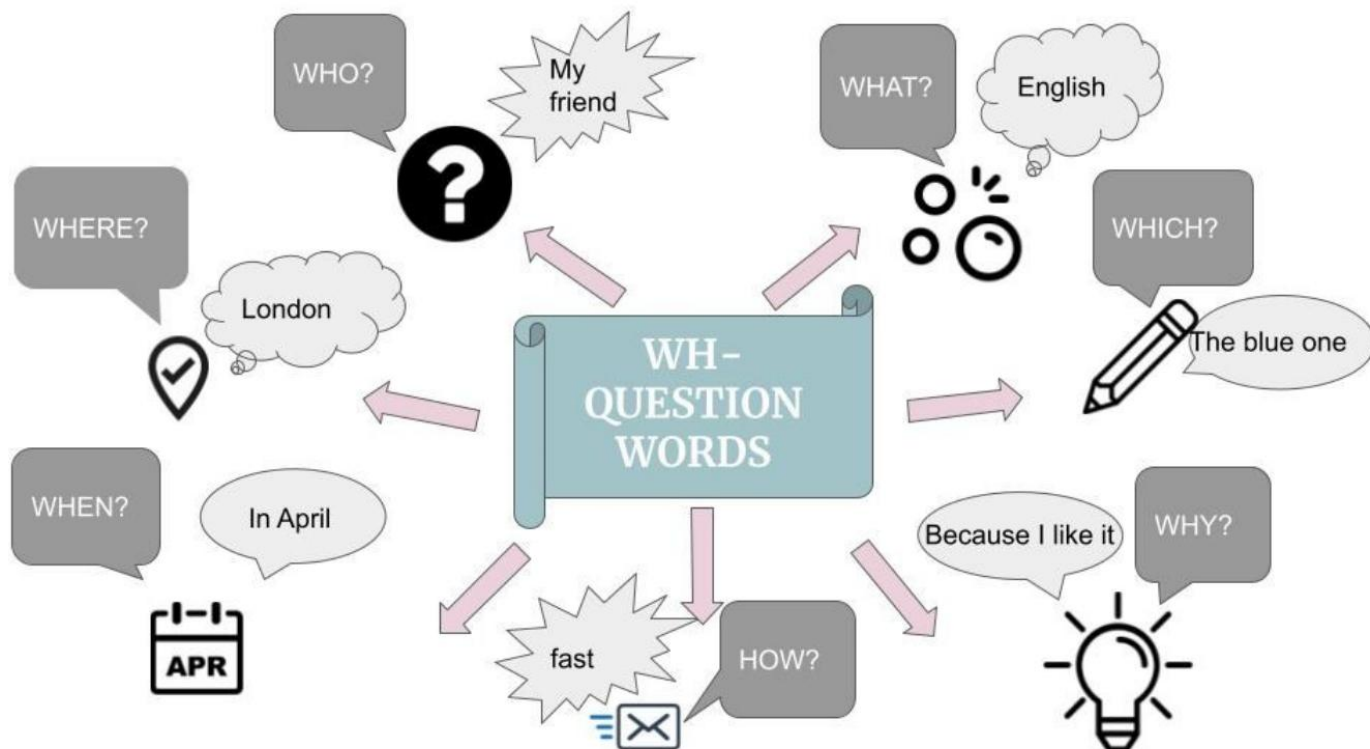 WHO?
My
friend
WHAT?
English
WHERE?
London
WHICH?
The blue one
WH-
QUESTION
WORDS
WHEN?
In April
APR
Because I like it
WHY?
fast
HOW?